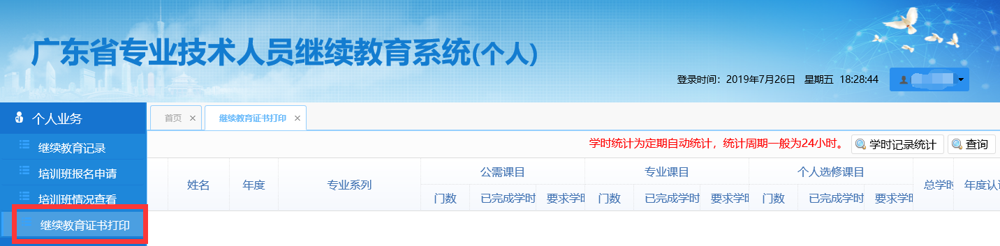 广东省专业技术人员继续教育系统(个人)
登录时间：2019年7月26日 星期五 18:28:44
个人业务
首页
继续教育证书打印
继续教育记录
培训班报名申请
培训班情况查看
继续教育证书打印
学时统计为定期自动统计，统计周期一般为24小时。 学时记录统计 查询
姓名 年度 专业系列 公需课目 专业课目 个人选修课目 总学时 年度认
门数 已完成学时 要求学时 门数 已完成学时 要求学时 门数 已完成学时 要求学时